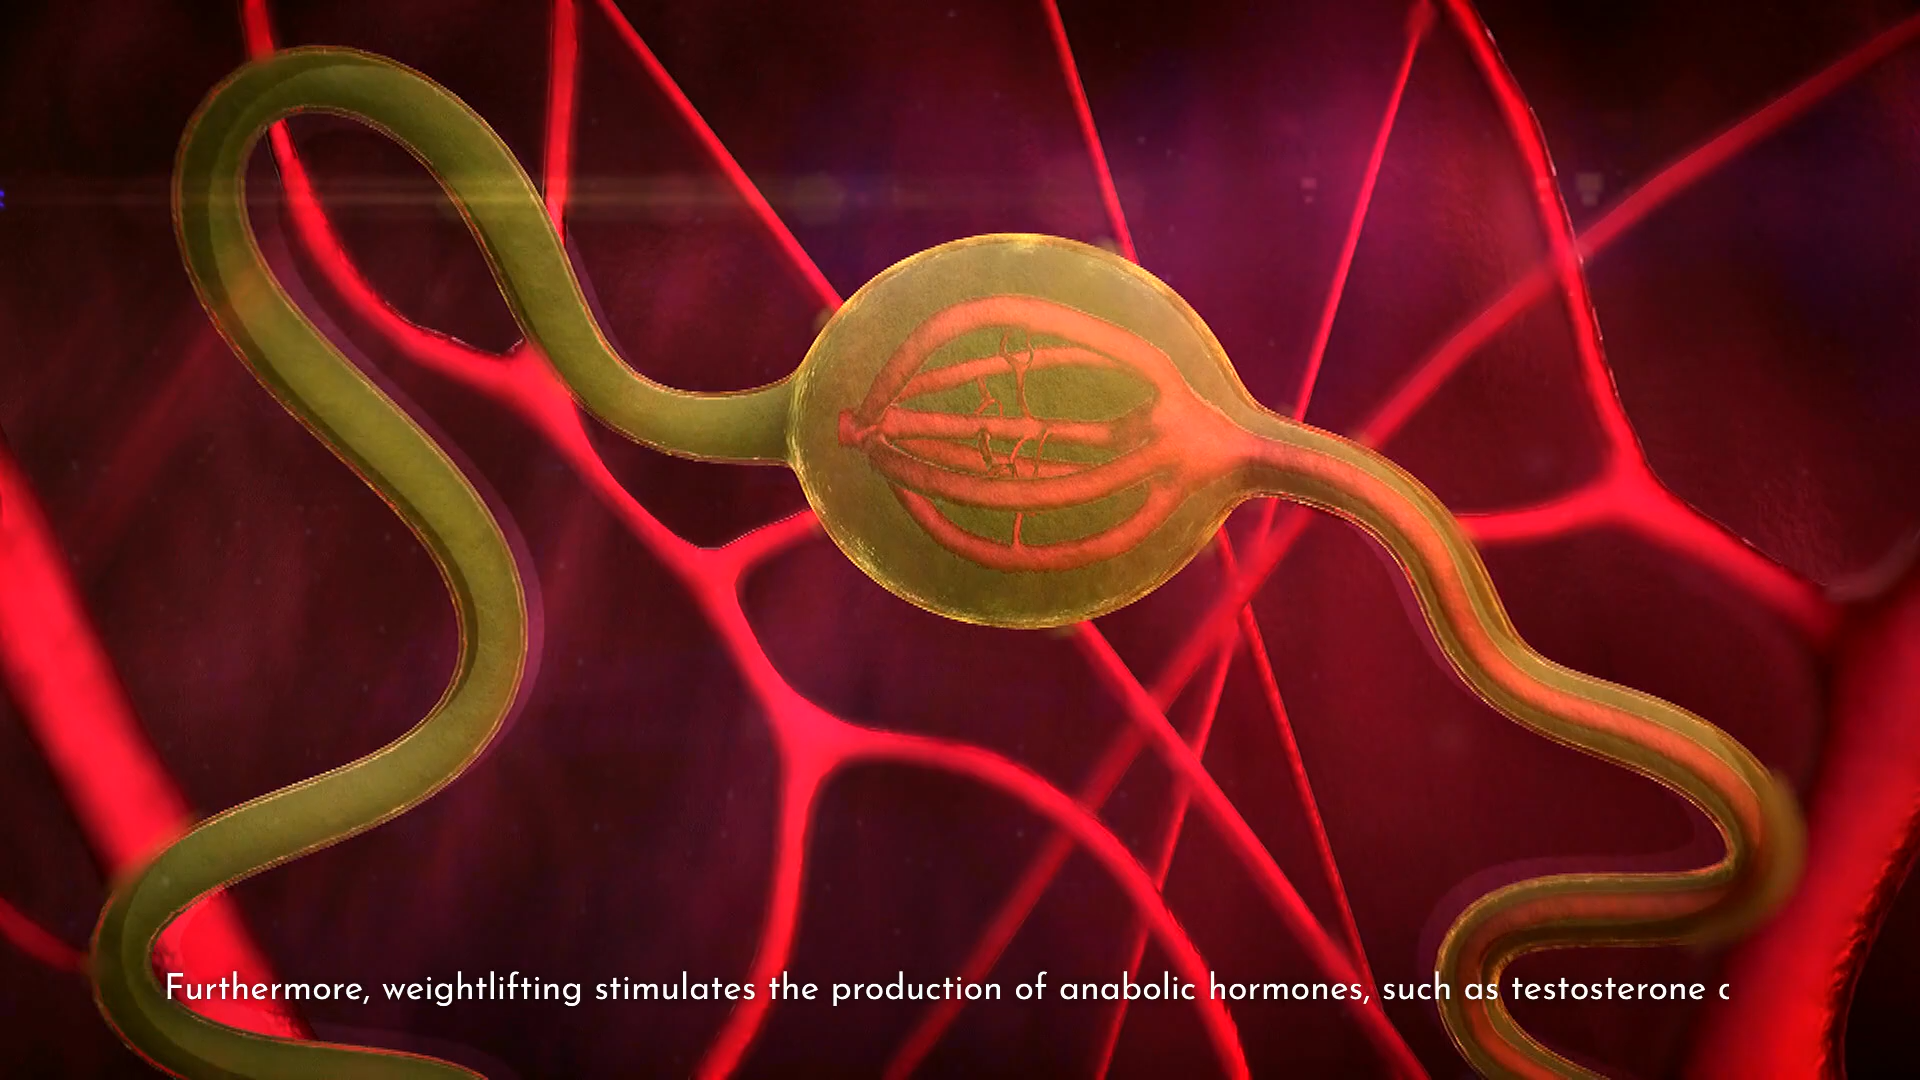 Furthermore, weightlifting stimulates the production of anabolic hormones, such as testosterone